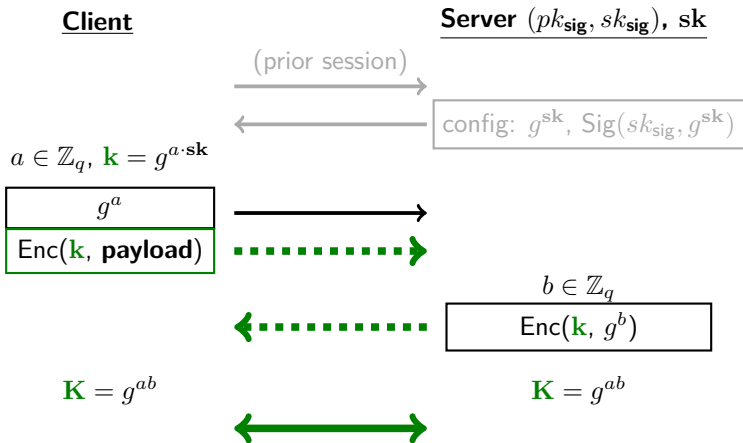 Client
Server (pk_sig, sk_sig), sk
(prior session)
config: g^sk, Sig(sk_sig, g^sk)
a ∈ ℤ_q, k = g^{a·sk}
g^a
Enc(k, payload)
b ∈ ℤ_q
Enc(k, g^b)
K = g^{ab}
K = g^{ab}